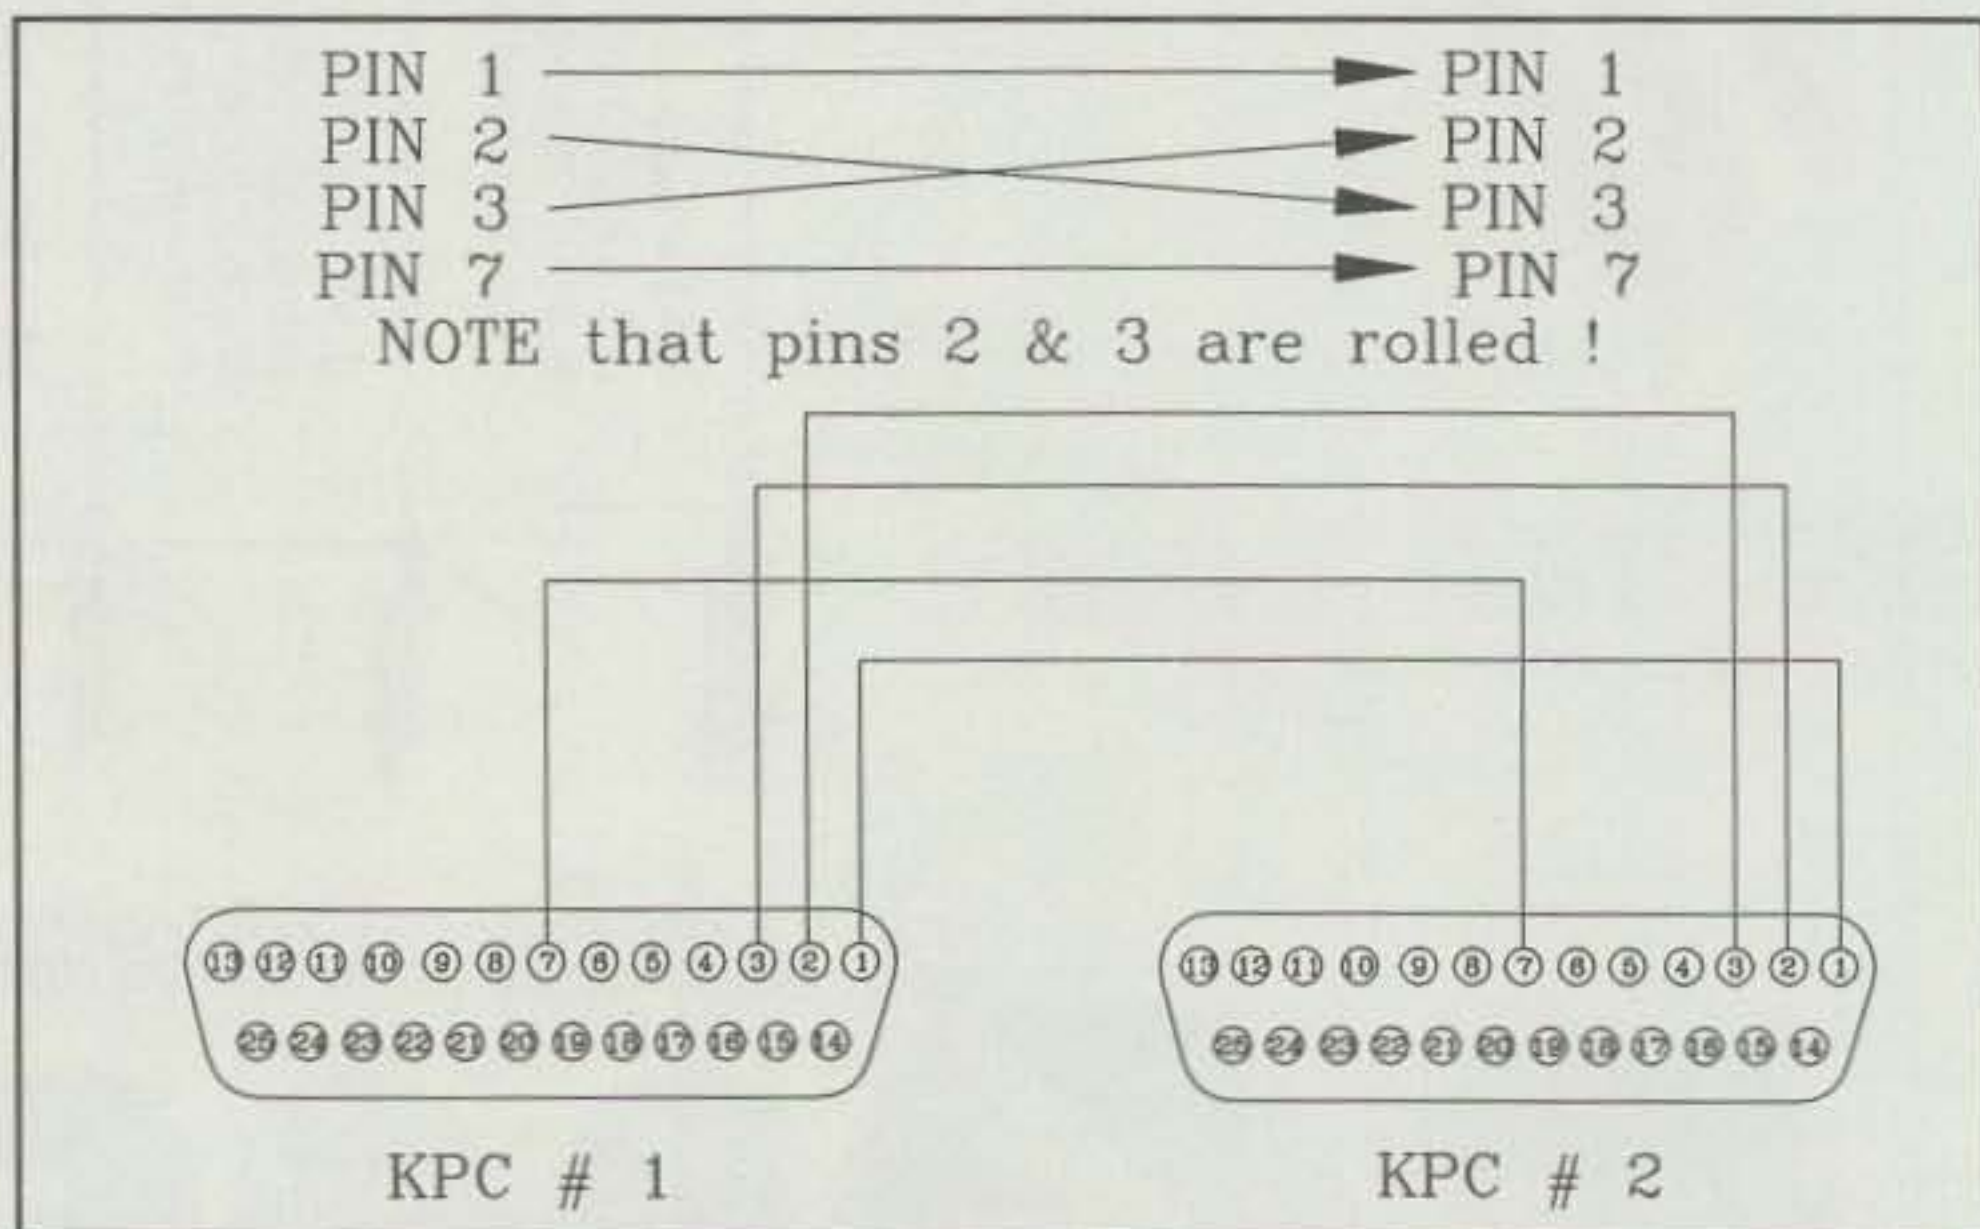 PIN 1 PIN 1
PIN 2 PIN 2
PIN 3 PIN 3
PIN 7 PIN 7
NOTE that pins 2 & 3 are rolled !
13 12 11 10 9 8 7 6 5 4 3 2 1 13 12 11 10 9 8 7 6 5 4 3 2 1
25 24 23 22 21 20 19 18 17 16 15 14 25 24 23 22 21 20 19 18 17 16 15 14
KPC # 1 KPC # 2